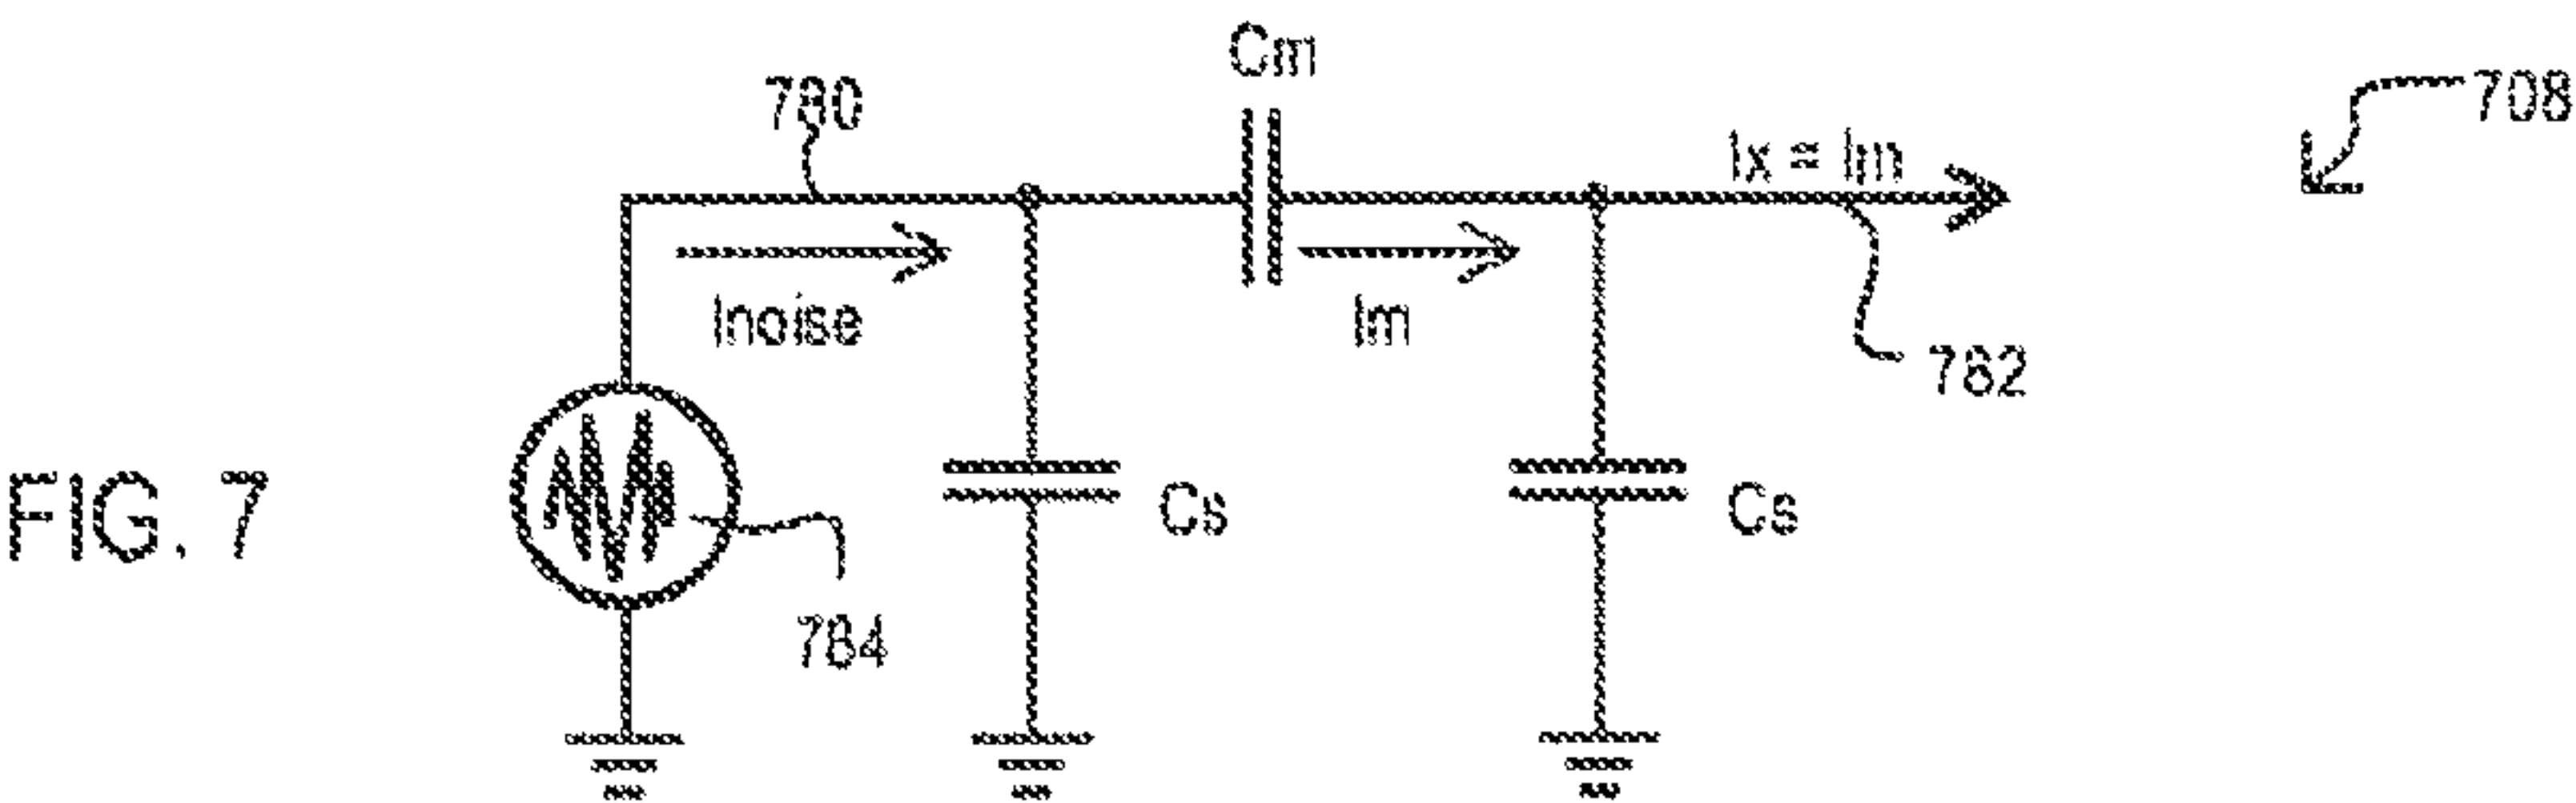 Cm
780
708
Ix = Im
Inoise
Im
782
FIG. 7
Cs
Cs
784